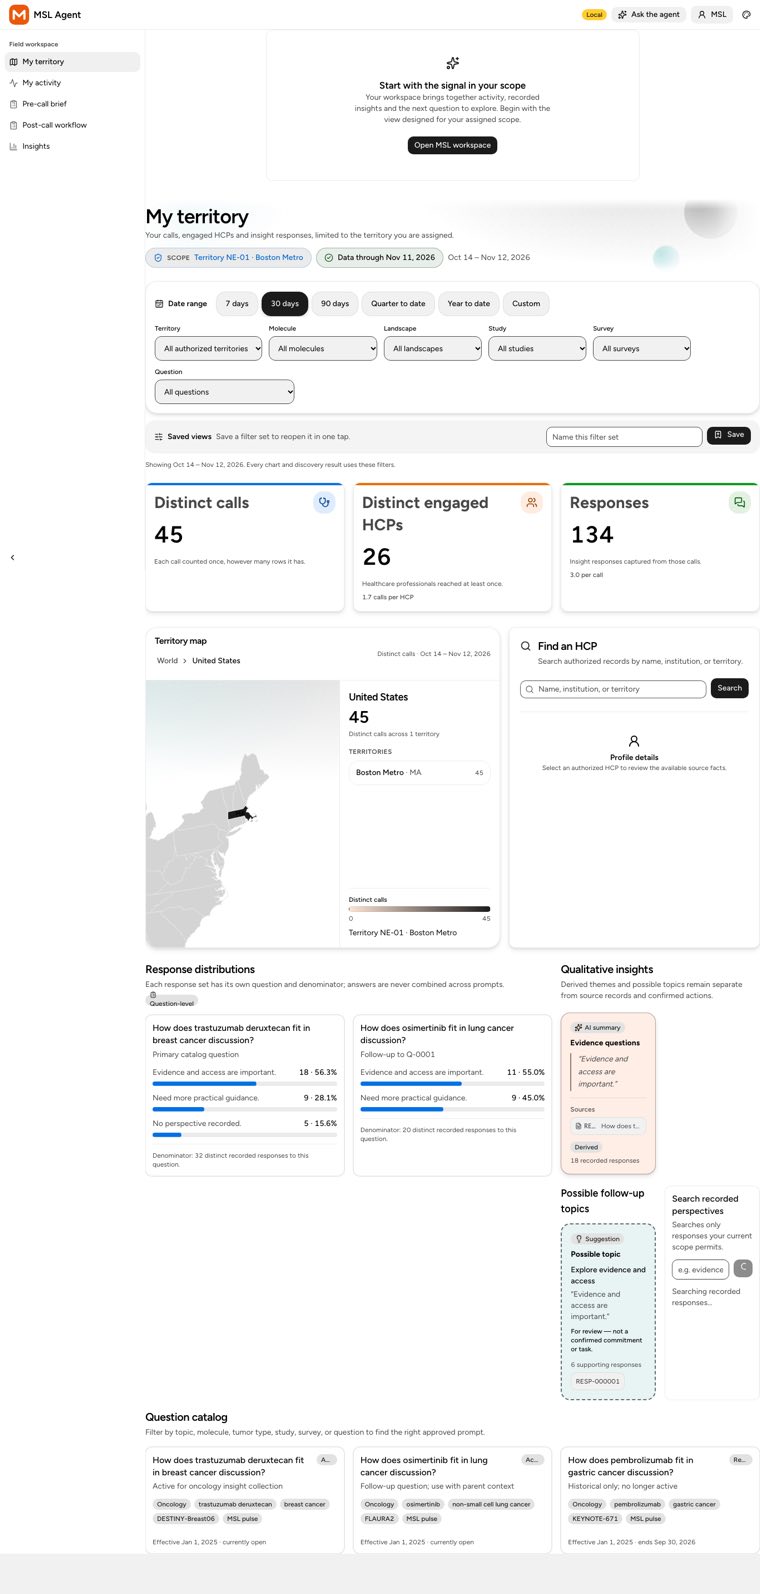 MSL Agent
Local
Ask the agent
MSL
Field workspace
My territory
My activity
Pre-call brief
Post-call workflow
Insights
Start with the signal in your scope
Your workspace brings together activity, recorded
insights and the next question to explore. Begin with the
view designed for your assigned scope.
Open MSL workspace
My territory
Your calls, engaged HCPs and insight responses, limited to the territory you are assigned.
SCOPE Territory NE-01 · Boston Metro
Data through Nov 11, 2026
Oct 14 – Nov 12, 2026
Date range
7 days
30 days
90 days
Quarter to date
Year to date
Custom
Territory
Molecule
Landscape
Study
Survey
All authorized territories
All molecules
All landscapes
All studies
All surveys
Question
All questions
Saved views Save a filter set to reopen it in one tap.
Name this filter set
Save
Showing Oct 14 – Nov 12, 2026. Every chart and discovery result uses these filters.
Distinct calls
45
Each call counted once, however many rows it has.
Distinct engaged
HCPs
26
Healthcare professionals reached at least once.
1.7 calls per HCP
Responses
134
Insight responses captured from those calls.
3.0 per call
Territory map
World > United States
Distinct calls · Oct 14 – Nov 12, 2026
United States
45
Distinct calls across 1 territory
TERRITORIES
Boston Metro · MA 45
Distinct calls
0 45
Territory NE-01 · Boston Metro
Find an HCP
Search authorized records by name, institution, or territory.
Name, institution, or territory
Search
Profile details
Select an authorized HCP to review the available source facts.
Response distributions
Each response set has its own question and denominator; answers are never combined across prompts.
Question-level
How does trastuzumab deruxtecan fit in
breast cancer discussion?
Primary catalog question
Evidence and access are important. 18 · 56.3%
Need more practical guidance. 9 · 28.1%
No perspective recorded. 5 · 15.6%
Denominator: 32 distinct recorded responses to this
question.
How does osimertinib fit in lung cancer
discussion?
Follow-up to Q-0001
Evidence and access are important. 11 · 55.0%
Need more practical guidance. 9 · 45.0%
Denominator: 20 distinct recorded responses to this
question.
Qualitative insights
Derived themes and possible topics remain separate
from source records and confirmed actions.
AI summary
Evidence questions
"Evidence and
access are
important."
Sources
RE... How does t...
Derived
18 recorded responses
Possible follow-up
topics
Suggestion
Possible topic
Explore evidence and
access
"Evidence and
access are
important."
For review — not a
confirmed commitment
or task.
6 supporting responses
RESP-000001
Search recorded
perspectives
Searches only
responses your current
scope permits.
e.g. evidence
Searching recorded
responses...
Question catalog
Filter by topic, molecule, tumor type, study, survey, or question to find the right approved prompt.
How does trastuzumab deruxtecan fit
in breast cancer discussion?
A...
Active for oncology insight collection
Oncology
trastuzumab deruxtecan
breast cancer
DESTINY-Breast06
MSL pulse
Effective Jan 1, 2025 · currently open
How does osimertinib fit in lung
cancer discussion?
Ac...
Follow-up question; use with parent context
Oncology
osimertinib
non-small cell lung cancer
FLAURA2
MSL pulse
Effective Jan 1, 2025 · currently open
How does pembrolizumab fit in
gastric cancer discussion?
Re...
Historical only; no longer active
Oncology
pembrolizumab
gastric cancer
KEYNOTE-671
MSL pulse
Effective Jan 1, 2025 · ends Sep 30, 2026